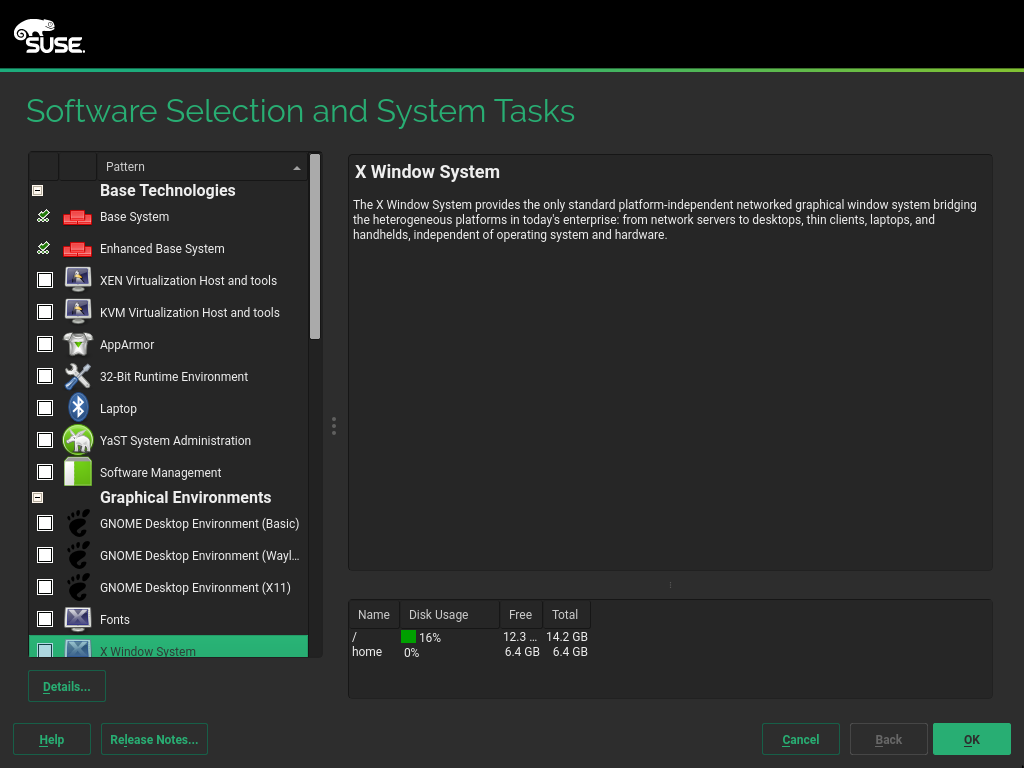 SUSE
Software Selection and System Tasks
Pattern
Base Technologies
Base System
Enhanced Base System
XEN Virtualization Host and tools
KVM Virtualization Host and tools
AppArmor
32-Bit Runtime Environment
Laptop
YaST System Administration
Software Management
Graphical Environments
GNOME Desktop Environment (Basic)
GNOME Desktop Environment (Wayl...
GNOME Desktop Environment (X11)
Fonts
X Window System
Details...
X Window System
The X Window System provides the only standard platform-independent networked graphical window system bridging
the heterogeneous platforms in today's enterprise: from network servers to desktops, thin clients, laptops, and
handhelds, independent of operating system and hardware.
Name Disk Usage Free Total
/ 16% 12.3 ... 14.2 GB
home 0% 6.4 GB 6.4 GB
Help Release Notes... Cancel Back OK